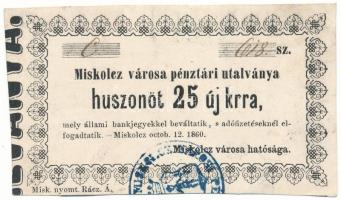 C 618 sz.
Miskolcz városa pénztári utalványa
huszonöt 25 új krra,
mely állami bankjegyekkel beváltatik, s adófizetéseknél el-
fogadtatik. – Miskolcz octob. 12. 1860.
Miskolcz városa hatósága.
Misk. nyomt. Rácz. Á.